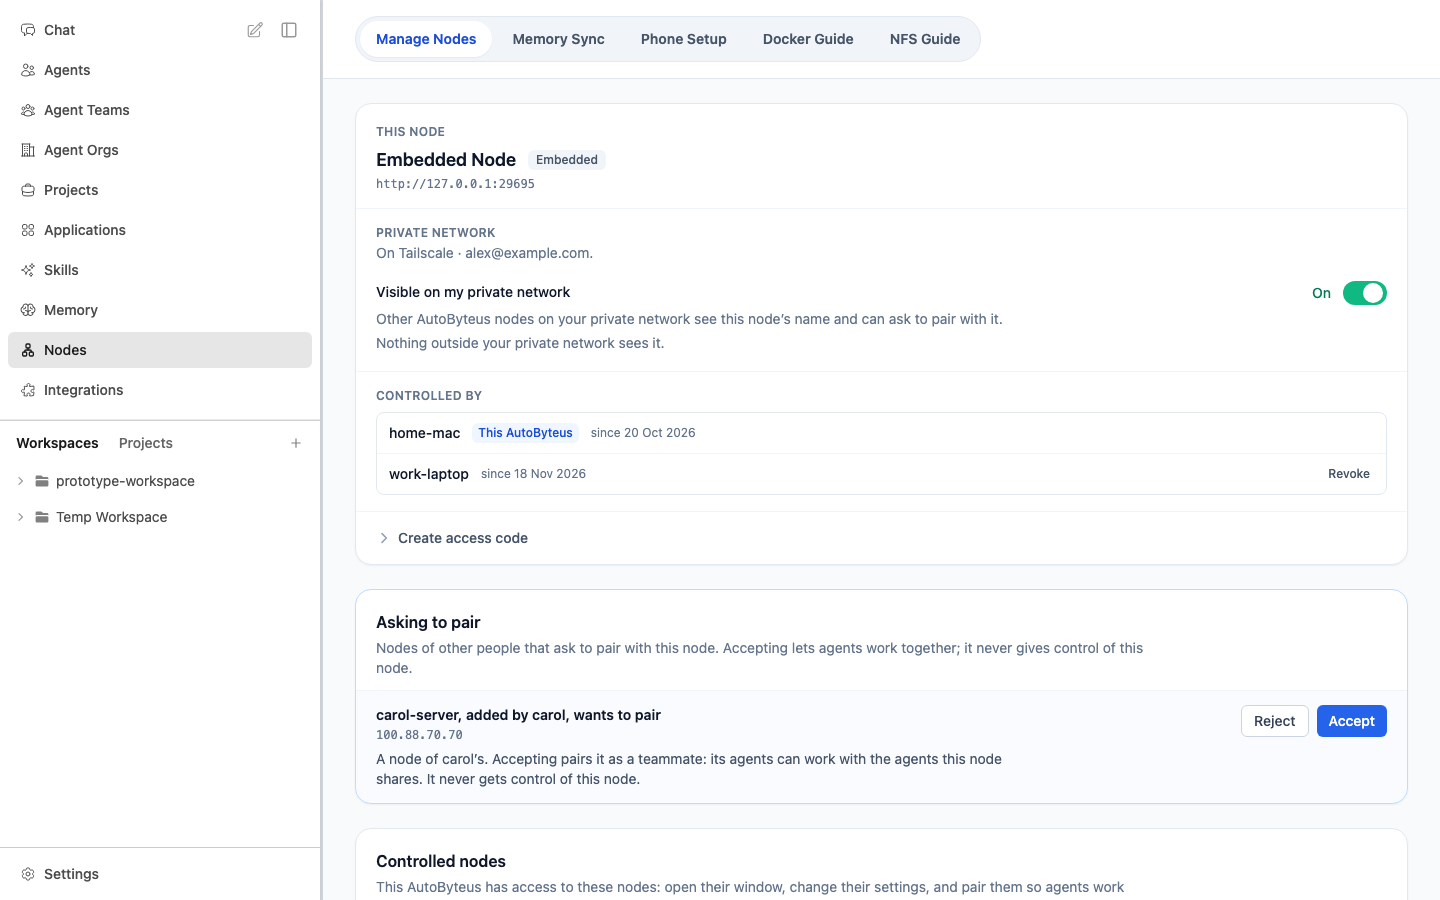 Chat
Agents
Agent Teams
Agent Orgs
Projects
Applications
Skills
Memory
Nodes
Integrations
Workspaces Projects
prototype-workspace
Temp Workspace
Settings
Manage Nodes Memory Sync Phone Setup Docker Guide NFS Guide
THIS NODE
Embedded Node Embedded
http://127.0.0.1:29695
PRIVATE NETWORK
On Tailscale · alex@example.com.
Visible on my private network On
Other AutoByteus nodes on your private network see this node’s name and can ask to pair with it.
Nothing outside your private network sees it.
CONTROLLED BY
home-mac This AutoByteus since 20 Oct 2026
work-laptop since 18 Nov 2026 Revoke
Create access code
Asking to pair
Nodes of other people that ask to pair with this node. Accepting lets agents work together; it never gives control of this
node.
carol-server, added by carol, wants to pair
100.88.70.70
A node of carol’s. Accepting pairs it as a teammate: its agents can work with the agents this node
shares. It never gets control of this node.
Reject Accept
Controlled nodes
This AutoByteus has access to these nodes: open their window, change their settings, and pair them so agents work